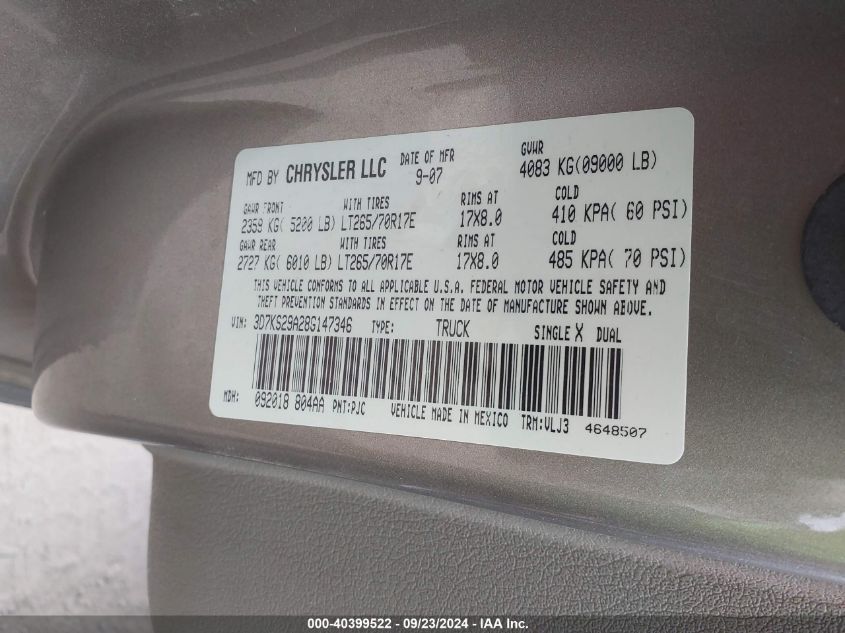 MFD BY CHRYSLER LLC DATE OF MFR 9-07 GVWR 4083 KG(09000 LB)
GAWR FRONT WITH TIRES RIMS AT COLD
2359 KG( 5200 LB) LT265/70R17E 17X8.0 410 KPA( 60 PSI)
GAWR REAR WITH TIRES RIMS AT COLD
2727 KG( 6010 LB) LT265/70R17E 17X8.0 485 KPA( 70 PSI)
THIS VEHICLE CONFORMS TO ALL APPLICABLE U.S.A. FEDERAL MOTOR VEHICLE SAFETY AND
THEFT PREVENTION STANDARDS IN EFFECT ON THE DATE OF MANUFACTURE SHOWN ABOVE.
VIN: 3D7KS29A28G147346 TYPE: TRUCK SINGLE X DUAL
MDH: 092018 804AA PNT:PJC VEHICLE MADE IN MEXICO TRM:VLJ3 4648507
000-40399522 - 09/23/2024 - IAA Inc.